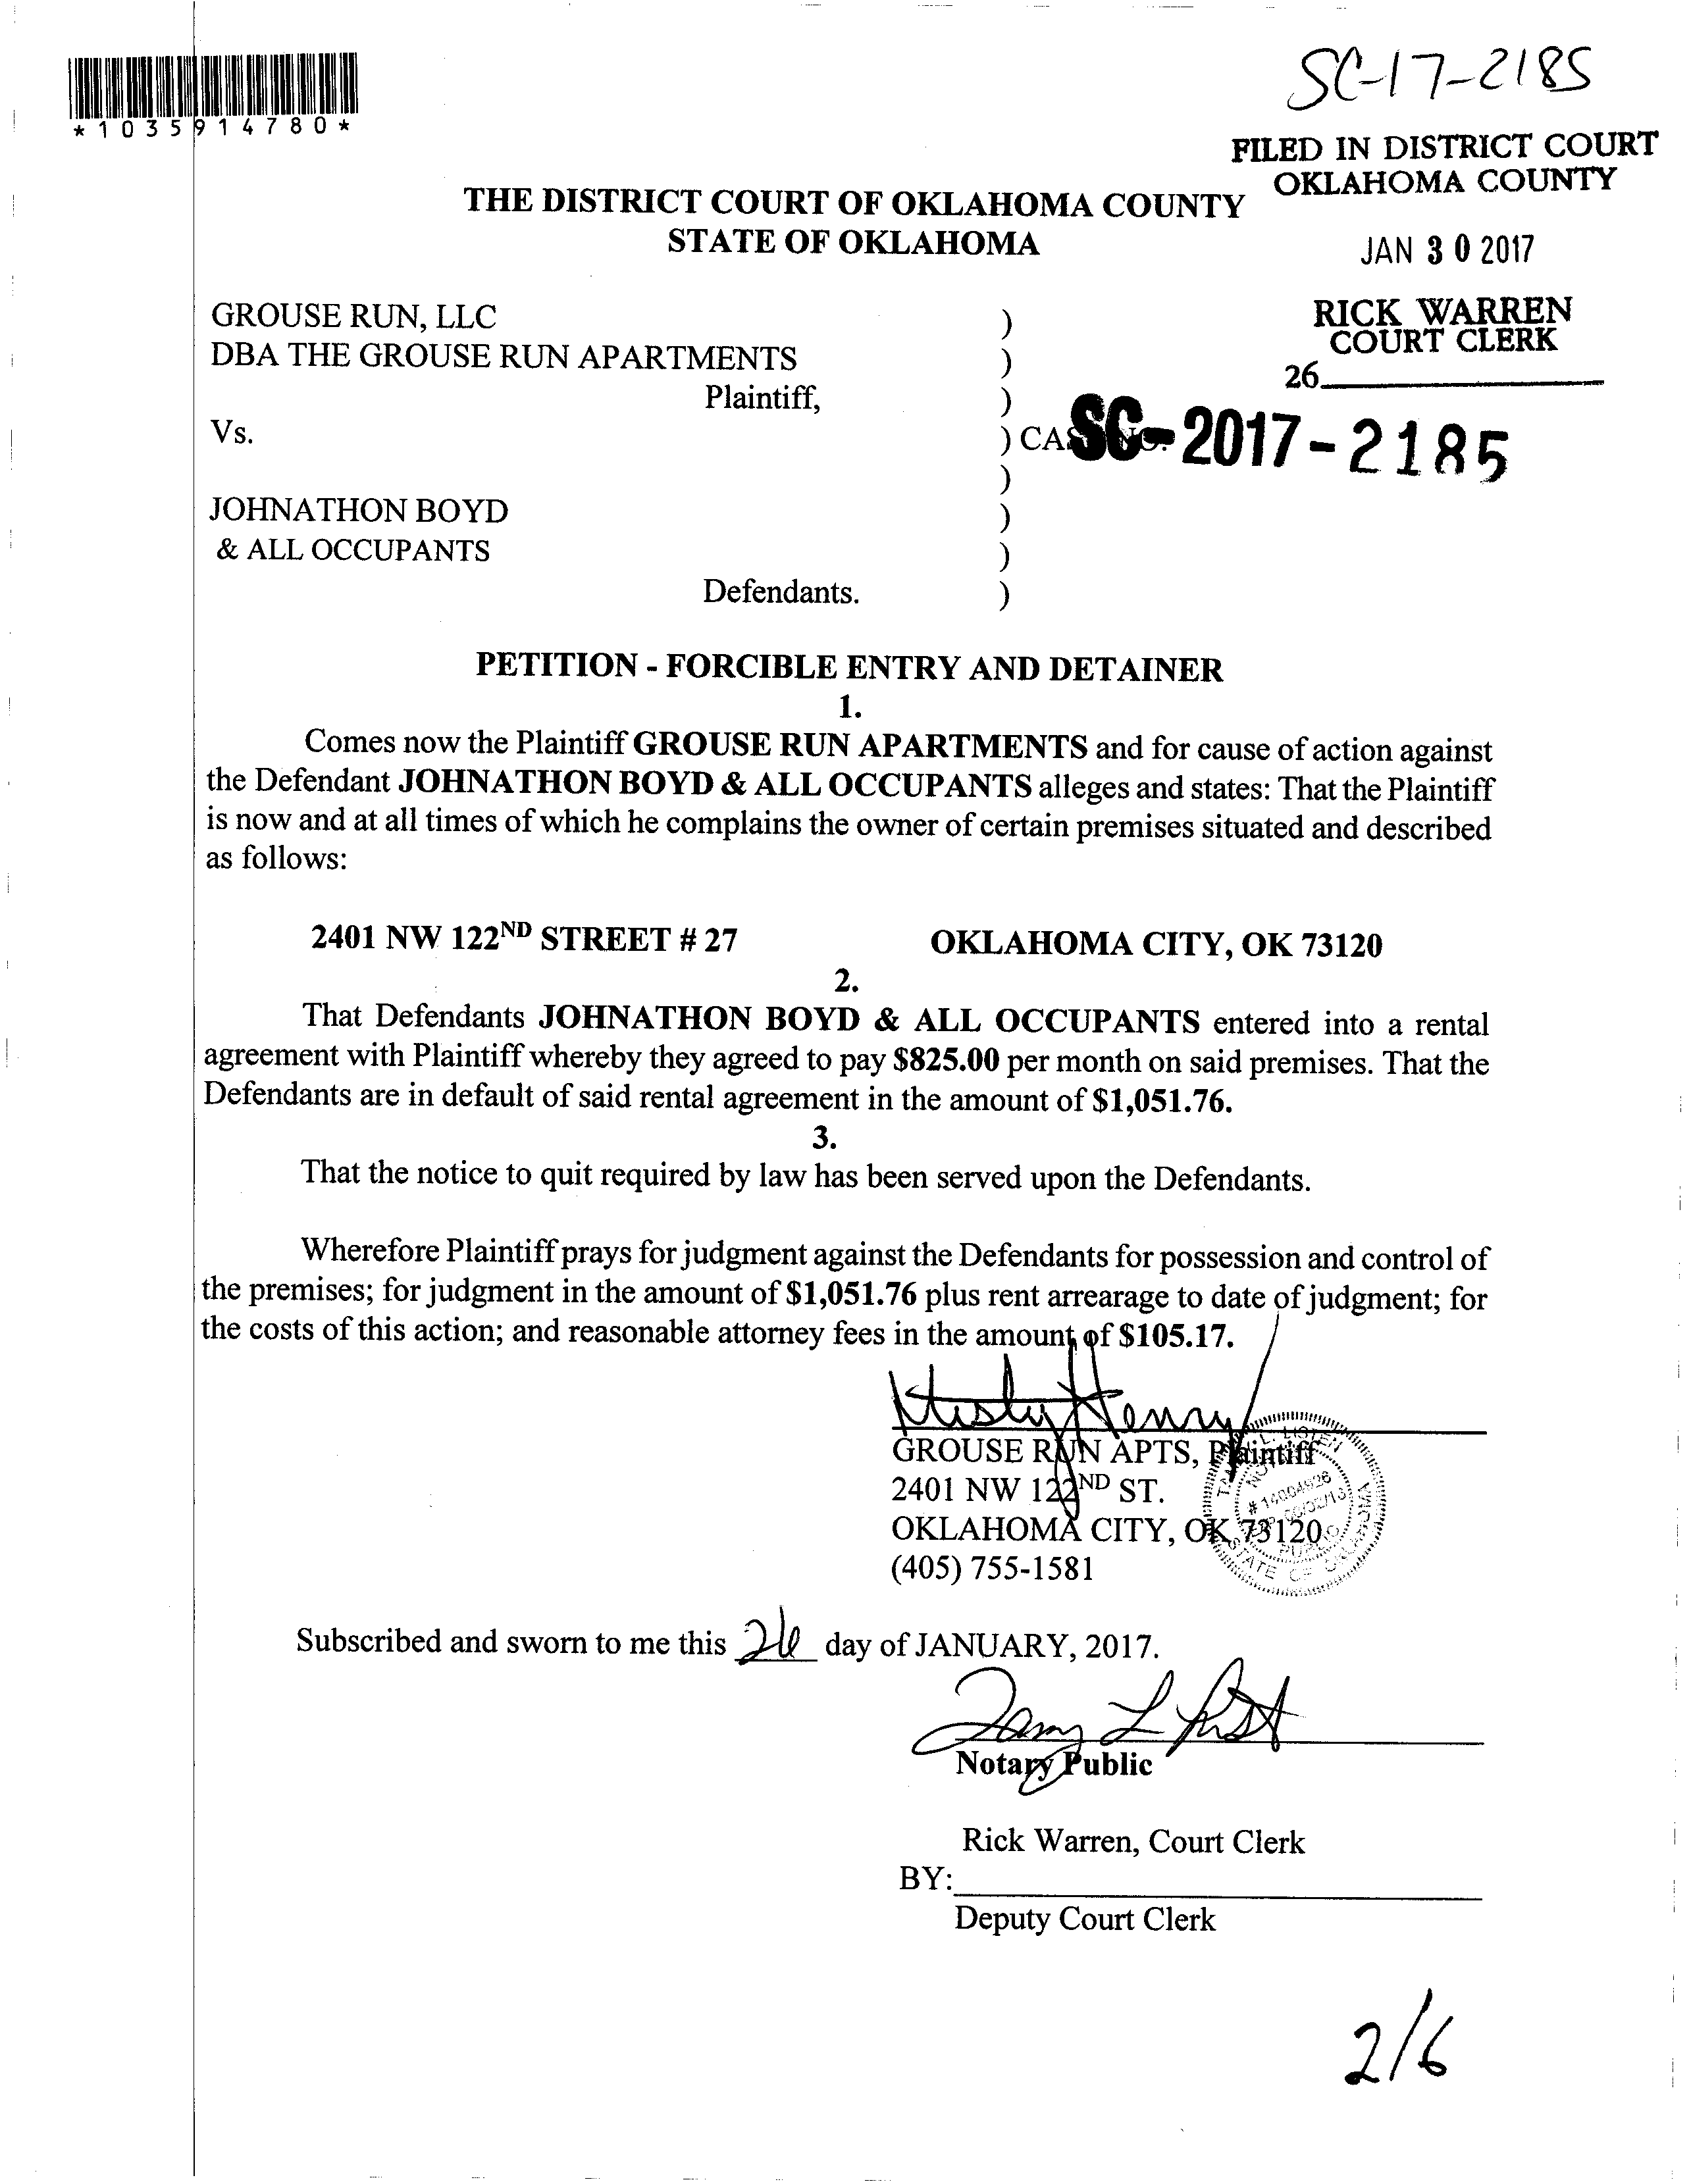 SC-17-2185
*1035914780*
FILED IN DISTRICT COURT
OKLAHOMA COUNTY
THE DISTRICT COURT OF OKLAHOMA COUNTY
STATE OF OKLAHOMA
JAN 30 2017
RICK WARREN
COURT CLERK
26
GROUSE RUN, LLC )
DBA THE GROUSE RUN APARTMENTS )
Plaintiff, )
Vs. ) CASE NO. SC-2017-2185
)
JOHNATHON BOYD )
& ALL OCCUPANTS )
Defendants. )
PETITION - FORCIBLE ENTRY AND DETAINER
1.
Comes now the Plaintiff GROUSE RUN APARTMENTS and for cause of action against
the Defendant JOHNATHON BOYD & ALL OCCUPANTS alleges and states: That the Plaintiff
is now and at all times of which he complains the owner of certain premises situated and described
as follows:
2401 NW 122ND STREET # 27 OKLAHOMA CITY, OK 73120
2.
That Defendants JOHNATHON BOYD & ALL OCCUPANTS entered into a rental
agreement with Plaintiff whereby they agreed to pay $825.00 per month on said premises. That the
Defendants are in default of said rental agreement in the amount of $1,051.76.
3.
That the notice to quit required by law has been served upon the Defendants.
Wherefore Plaintiff prays for judgment against the Defendants for possession and control of
the premises; for judgment in the amount of $1,051.76 plus rent arrearage to date of judgment; for
the costs of this action; and reasonable attorney fees in the amount of $105.17.
Misty Henry
GROUSE RUN APTS, Plaintiff
2401 NW 122ND ST.
OKLAHOMA CITY, OK 73120
(405) 755-1581
NOTARY PUBLIC
STATE OF OKLAHOMA
Subscribed and sworn to me this 26 day of JANUARY, 2017.
Notary Public
Rick Warren, Court Clerk
BY:
Deputy Court Clerk
2/6